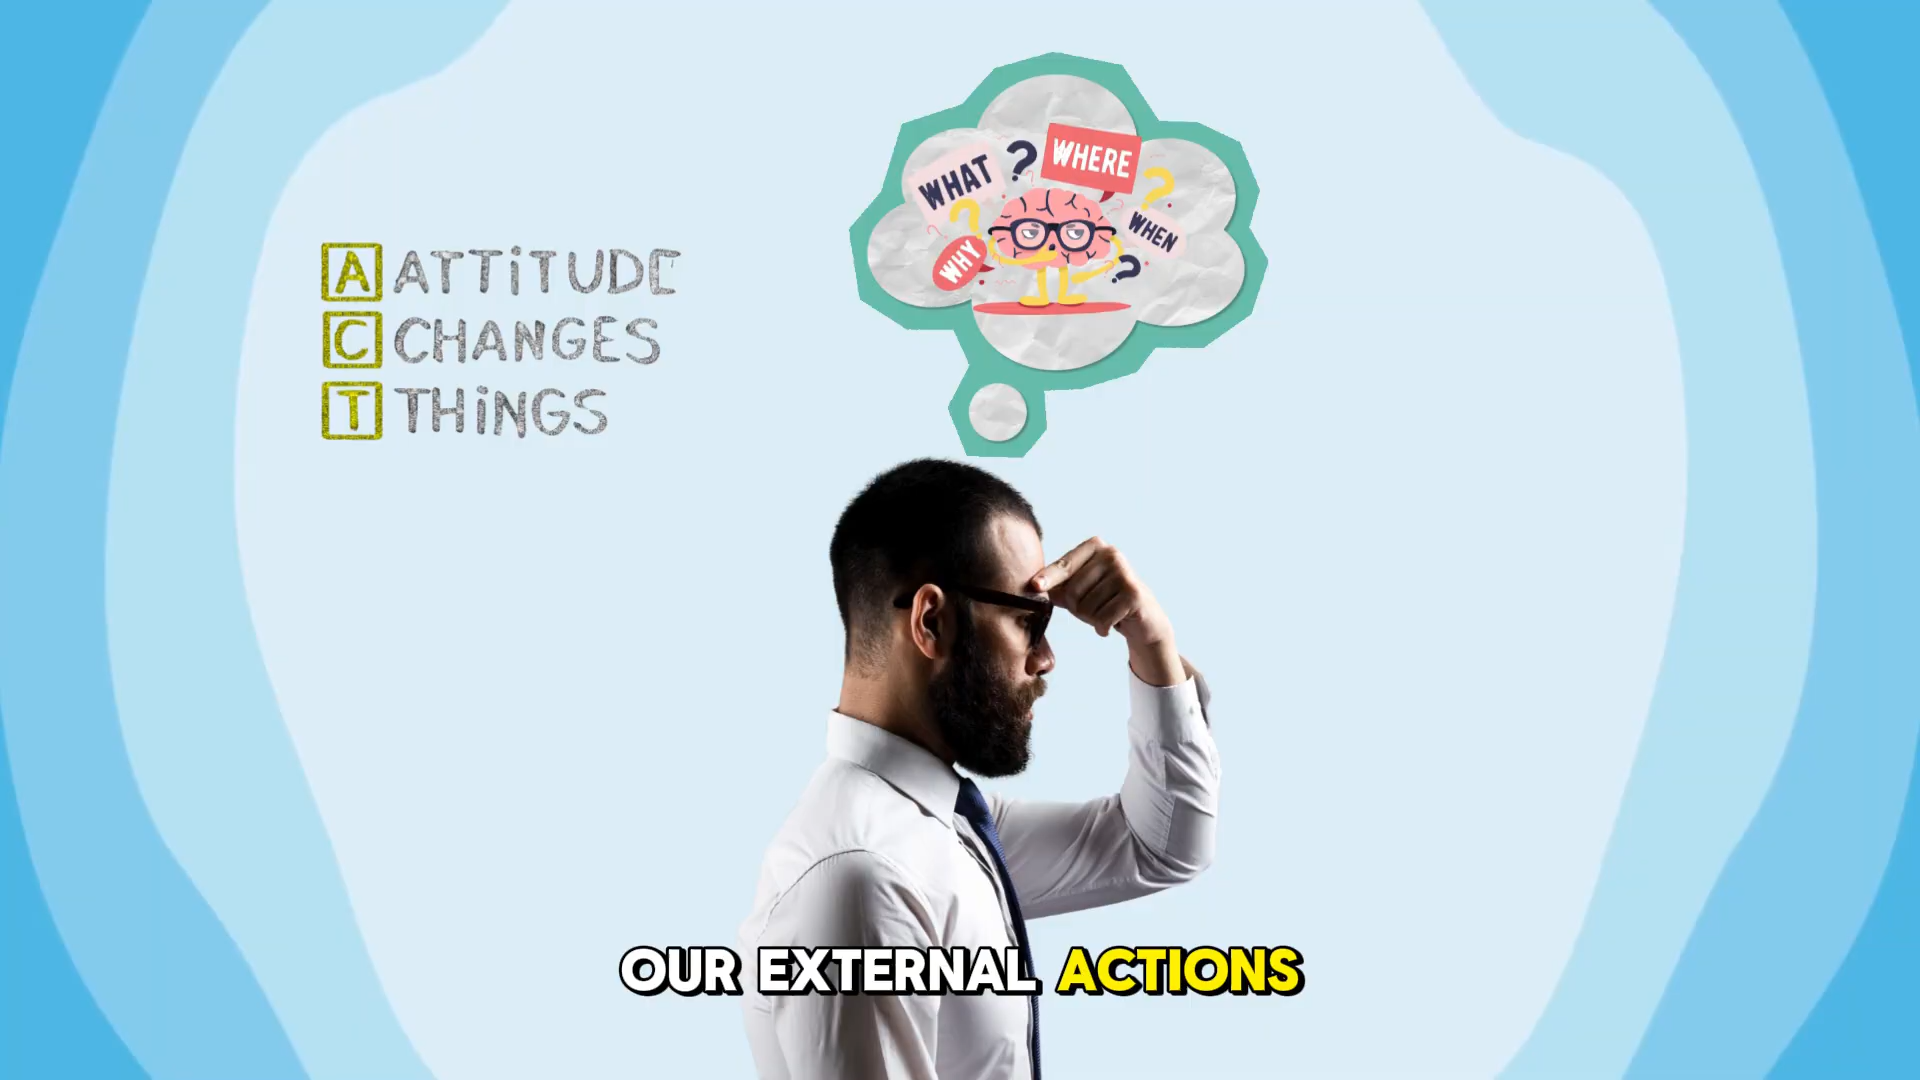 A ATTiTUDE
C CHANGES
T THiNGS
WHAT ? WHERE ?
? WHEN
WHY ?
OUR EXTERNAL ACTIONS